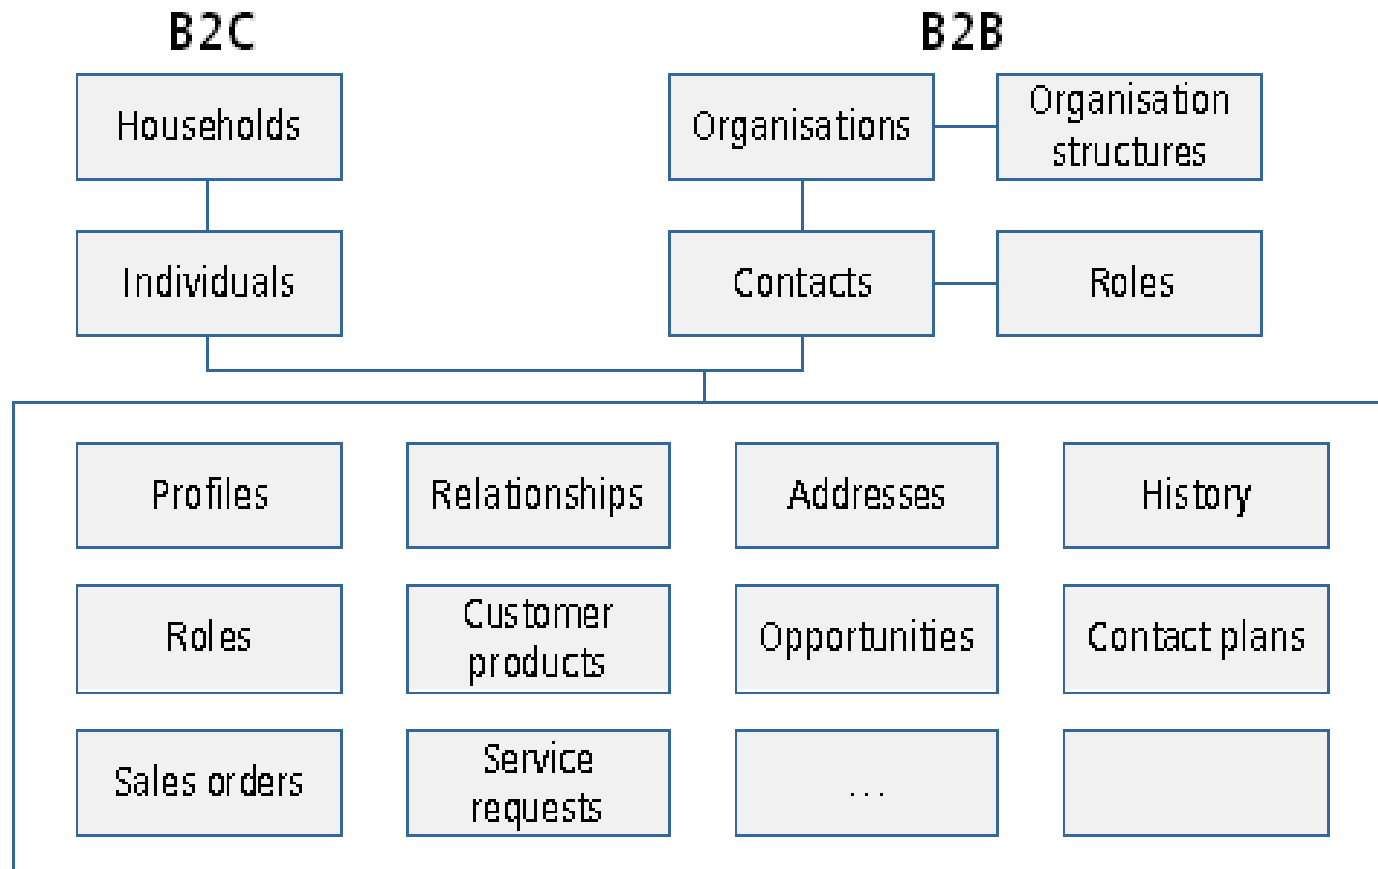 B2C
B2B
Households
Organisations
Organisation
structures
Individuals
Contacts
Roles
Profiles
Relationships
Addresses
History
Roles
Customer
products
Opportunities
Contact plans
Sales orders
Service
requests
...